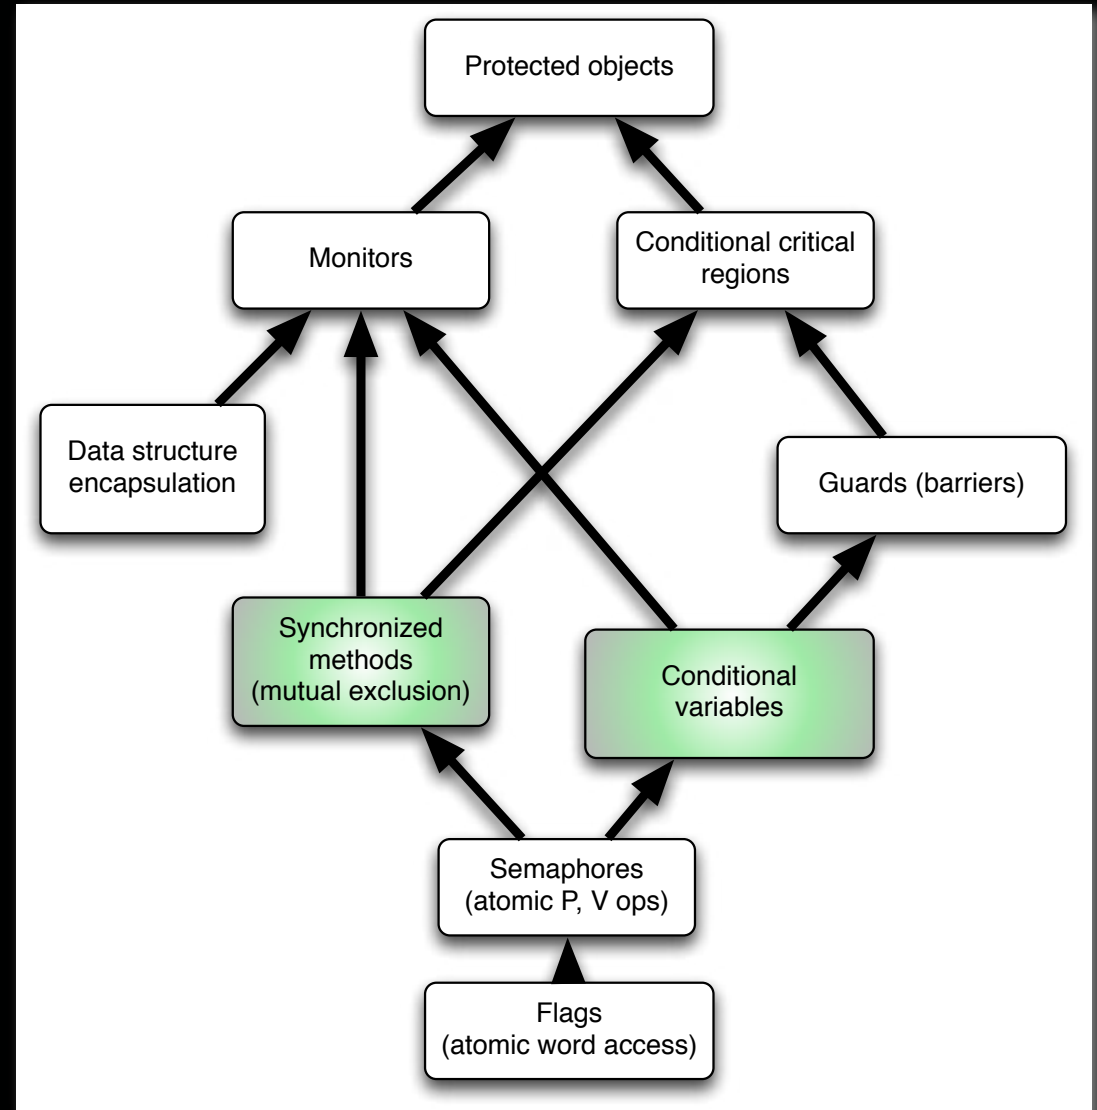 Protected objects
Monitors
Conditional critical
regions
Data structure
encapsulation
Guards (barriers)
Synchronized
methods
(mutual exclusion)
Conditional
variables
Semaphores
(atomic P, V ops)
Flags
(atomic word access)